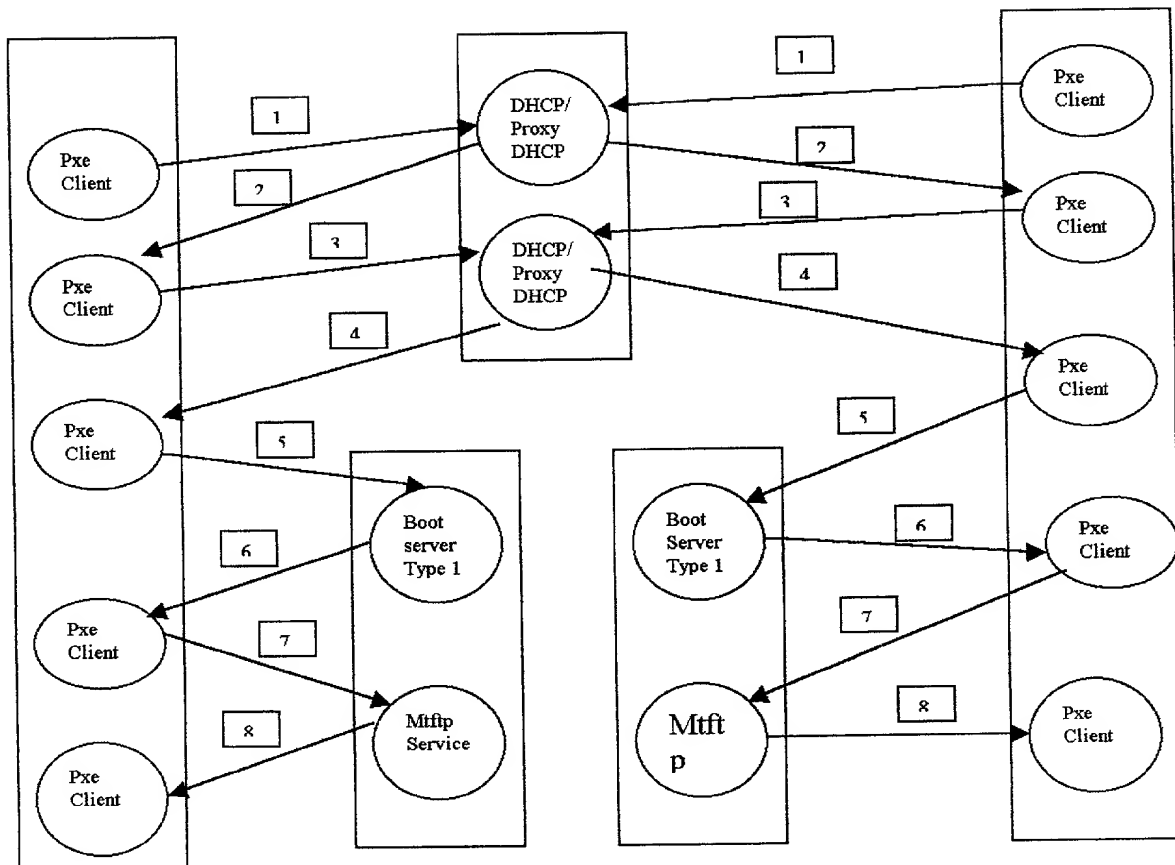 1
Pxe
Client
1
DHCP/
Proxy
DHCP
Pxe
Client
2
2
3
Pxe
Client
3
DHCP/
Proxy
DHCP
Pxe
Client
4
4
Pxe
Client
5
Pxe
Client
5
Boot
server
Type 1
Boot
Server
Type 1
6
Pxe
Client
6
7
Pxe
Client
7
8
Mtftp
Service
Mtft
p
8
Pxe
Client
Pxe
Client